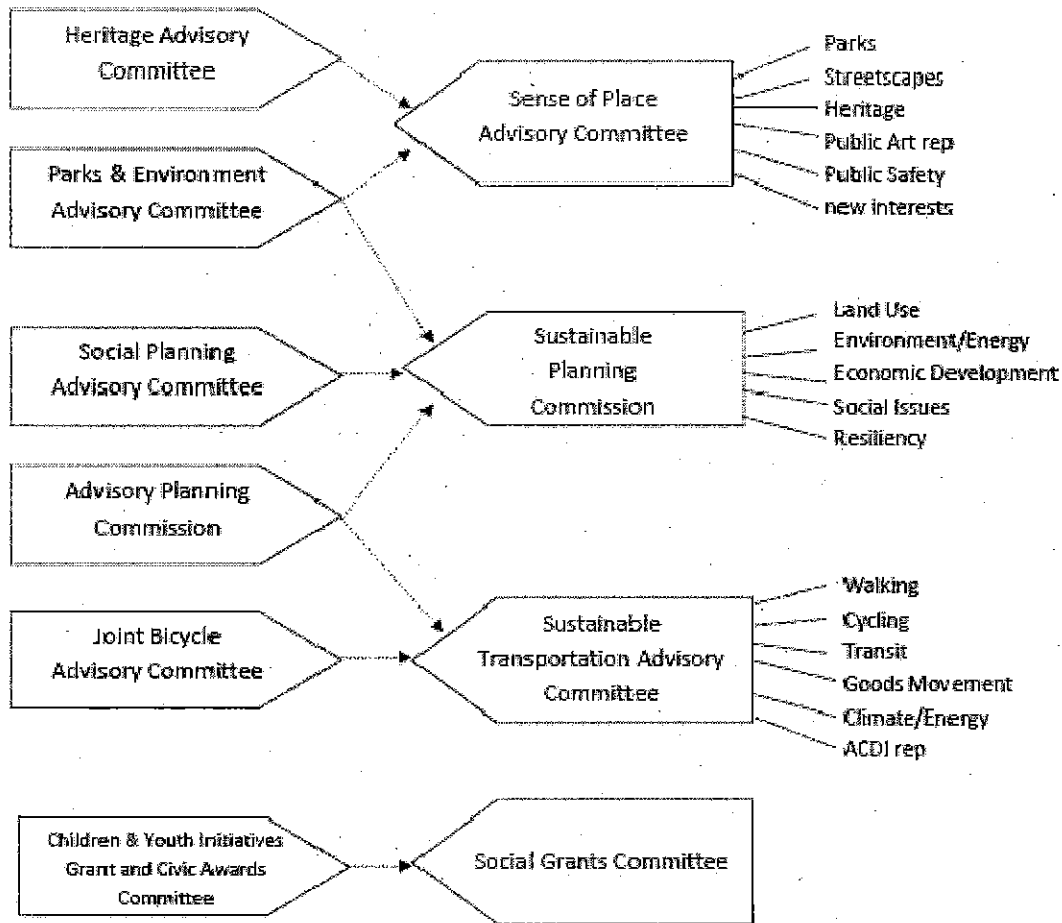 Heritage Advisory
Committee
Sense of Place
Advisory Committee
Parks
Streetscapes
Heritage
Public Art rep
Public Safety
new interests
Parks & Environment
Advisory Committee
Social Planning
Advisory Committee
Sustainable
Planning
Commission
Land Use
Environment/Energy
Economic Development
Social Issues
Resiliency
Advisory Planning
Commission
Joint Bicycle
Advisory Committee
Sustainable
Transportation Advisory
Committee
Walking
Cycling
Transit
Goods Movement
Climate/Energy
ACDI rep
Children & Youth Initiatives
Grant and Civic Awards
Committee
Social Grants Committee